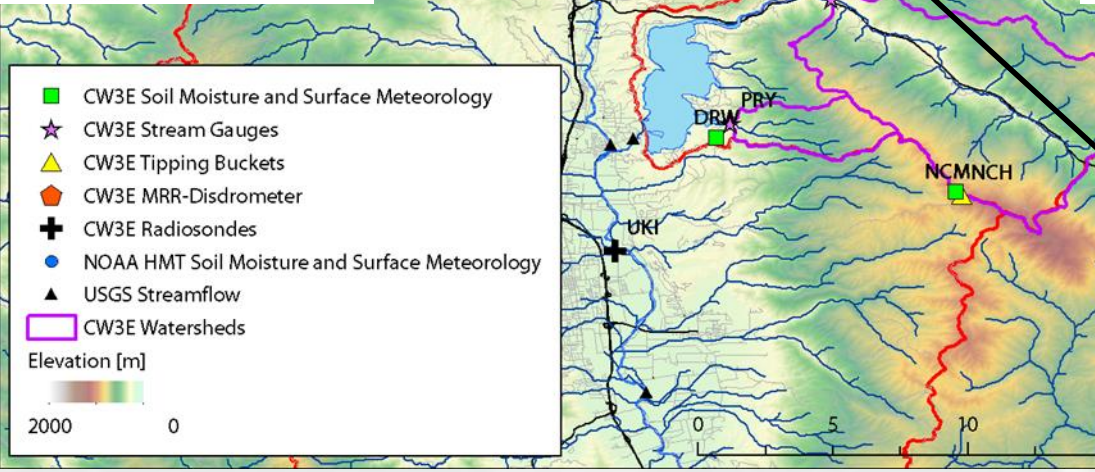 CW3E Soil Moisture and Surface Meteorology
CW3E Stream Gauges
CW3E Tipping Buckets
CW3E MRR-Disdrometer
CW3E Radiosondes
NOAA HMT Soil Moisture and Surface Meteorology
USGS Streamflow
CW3E Watersheds
Elevation [m]
2000 0
PRY
DRW
NCMNCH
UKI
0 5 10